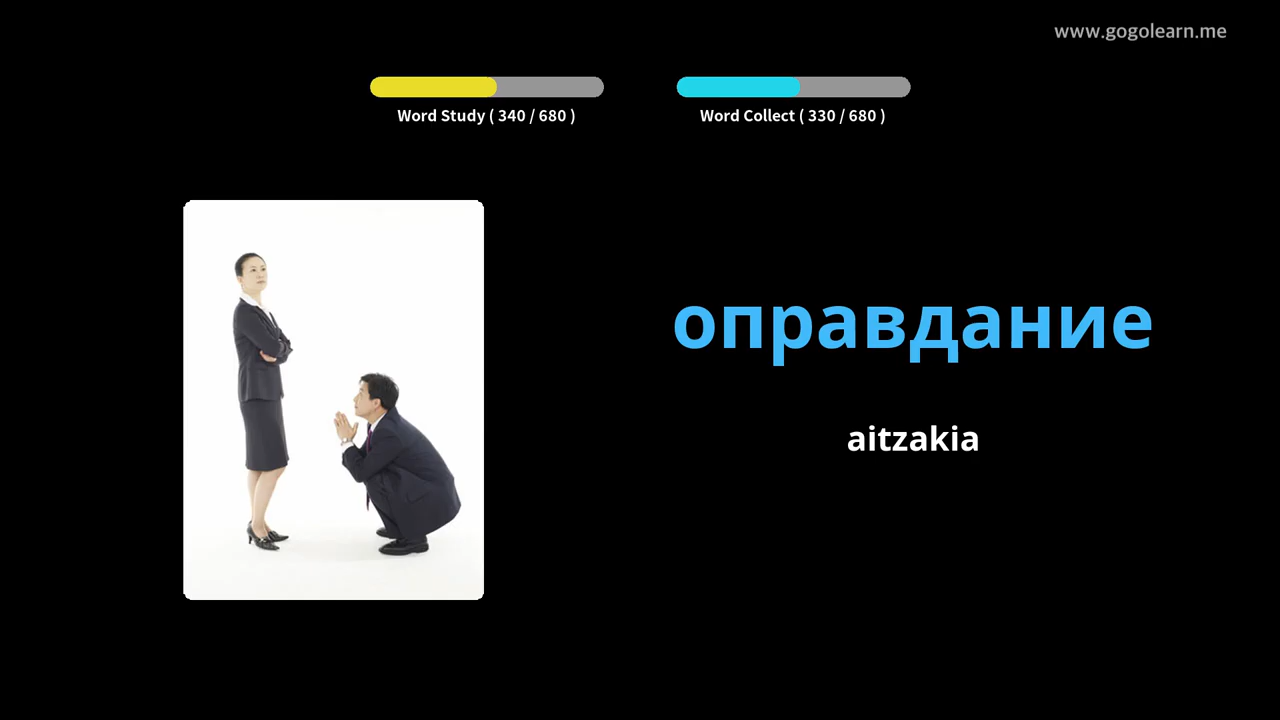 www.gogolearn.me
Word Study ( 340 / 680 )
Word Collect ( 330 / 680 )
оправдание
aitzakia